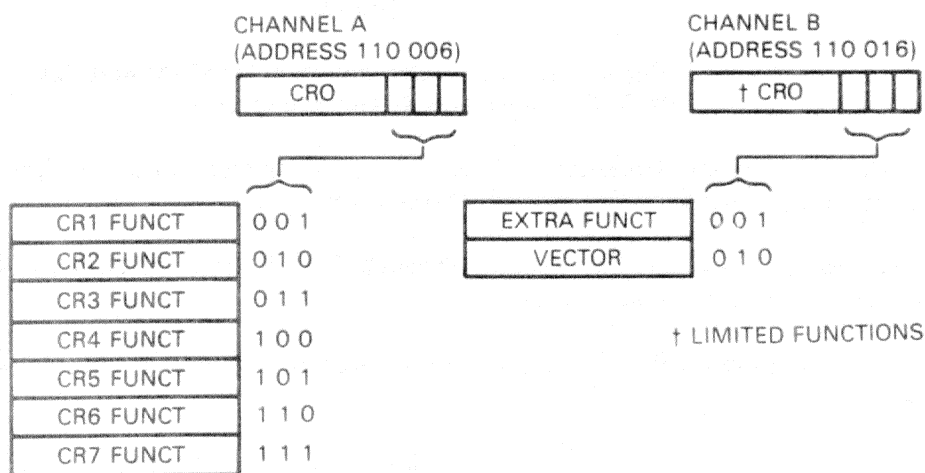 CHANNEL A
(ADDRESS 110 006)
CRO
CHANNEL B
(ADDRESS 110 016)
† CRO
CR1 FUNCT 0 0 1
CR2 FUNCT 0 1 0
CR3 FUNCT 0 1 1
CR4 FUNCT 1 0 0
CR5 FUNCT 1 0 1
CR6 FUNCT 1 1 0
CR7 FUNCT 1 1 1
EXTRA FUNCT 0 0 1
VECTOR 0 1 0
† LIMITED FUNCTIONS